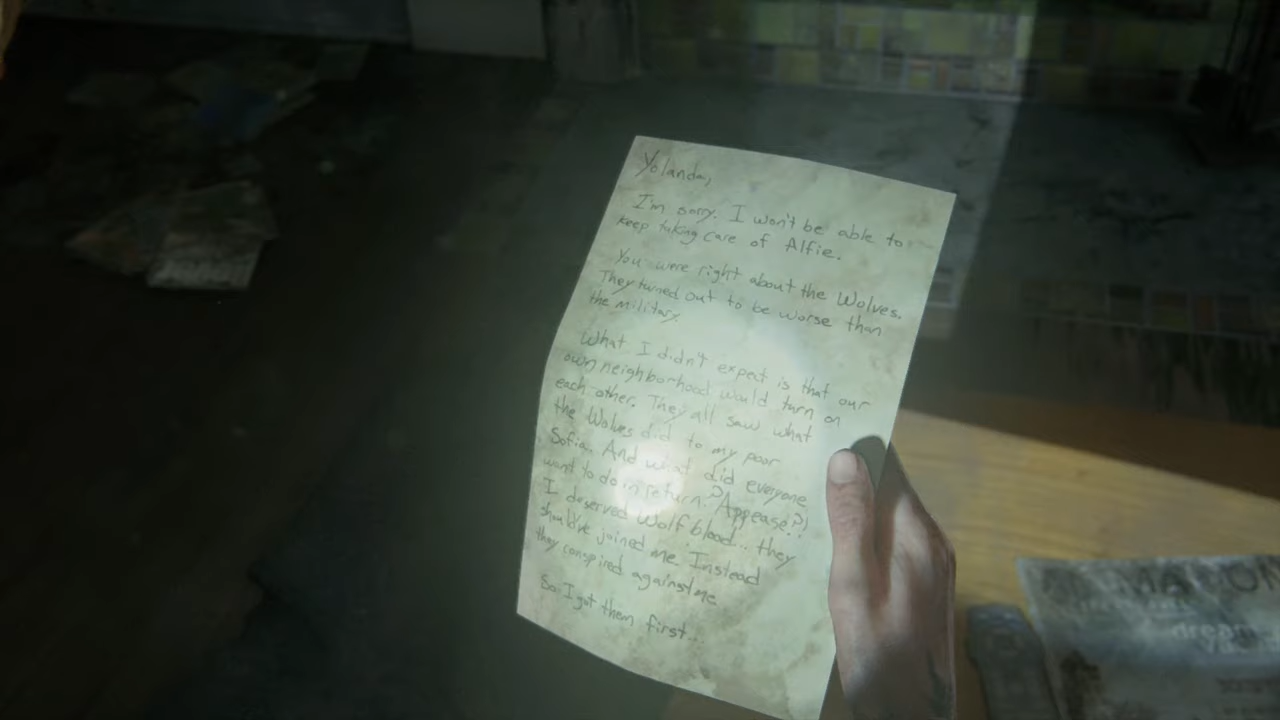 Yolanda,
I'm sorry. I won't be able to
keep taking care of Alfie.
You were right about the Wolves.
They turned out to be worse than
the military.
What I didn't expect is that our
own neighborhood would turn on
each other. They all saw what
the Wolves did to my poor
Sofia. And what did everyone
want to do in return? Appease?!
I deserved Wolf blood... they
should've joined me. Instead
they conspired against me
So I got them first...
dream